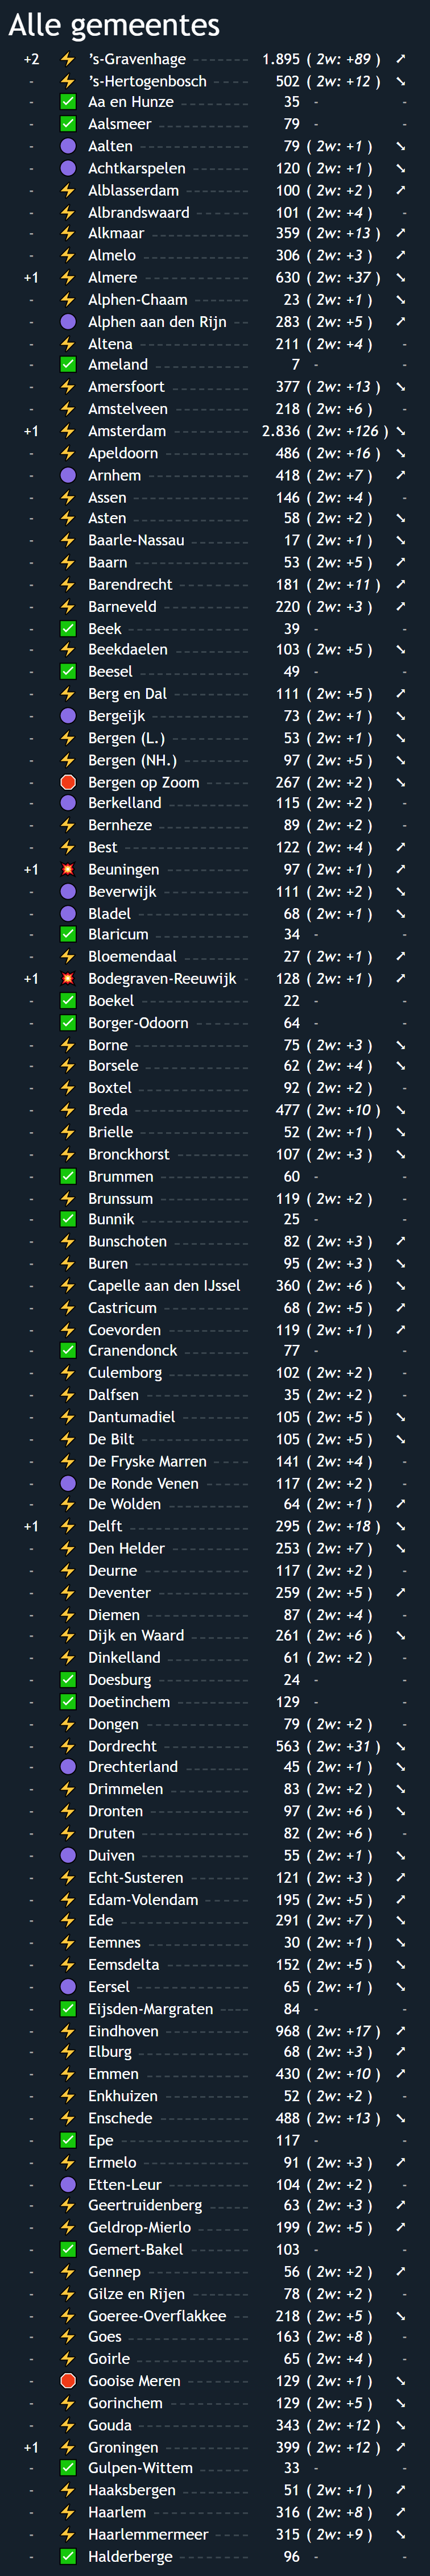 Alle gemeentes
+2 ⚡ ’s-Gravenhage 1.895 ( 2w: +89 ) ➚
- ⚡ ’s-Hertogenbosch 502 ( 2w: +12 ) ➘
- ✅ Aa en Hunze 35 - -
- ✅ Aalsmeer 79 - -
- 🟣 Aalten 79 ( 2w: +1 ) ➘
- 🟣 Achtkarspelen 120 ( 2w: +1 ) ➘
- ⚡ Alblasserdam 100 ( 2w: +2 ) ➚
- ⚡ Albrandswaard 101 ( 2w: +4 ) -
- ⚡ Alkmaar 359 ( 2w: +13 ) ➚
- ⚡ Almelo 306 ( 2w: +3 ) ➚
+1 ⚡ Almere 630 ( 2w: +37 ) ➘
- ⚡ Alphen-Chaam 23 ( 2w: +1 ) ➘
- 🟣 Alphen aan den Rijn 283 ( 2w: +5 ) ➚
- ⚡ Altena 211 ( 2w: +4 ) -
- ✅ Ameland 7 - -
- ⚡ Amersfoort 377 ( 2w: +13 ) ➘
- ⚡ Amstelveen 218 ( 2w: +6 ) -
+1 ⚡ Amsterdam 2.836 ( 2w: +126 ) ➘
- ⚡ Apeldoorn 486 ( 2w: +16 ) ➘
- 🟣 Arnhem 418 ( 2w: +7 ) ➚
- ⚡ Assen 146 ( 2w: +4 ) -
- ⚡ Asten 58 ( 2w: +2 ) ➘
- ⚡ Baarle-Nassau 17 ( 2w: +1 ) ➘
- ⚡ Baarn 53 ( 2w: +5 ) ➚
- ⚡ Barendrecht 181 ( 2w: +11 ) ➚
- ⚡ Barneveld 220 ( 2w: +3 ) ➚
- ✅ Beek 39 - -
- ⚡ Beekdaelen 103 ( 2w: +5 ) ➘
- ✅ Beesel 49 - -
- ⚡ Berg en Dal 111 ( 2w: +5 ) ➚
- 🟣 Bergeijk 73 ( 2w: +1 ) ➘
- ⚡ Bergen (L.) 53 ( 2w: +1 ) ➘
- ⚡ Bergen (NH.) 97 ( 2w: +5 ) ➘
- 🛑 Bergen op Zoom 267 ( 2w: +2 ) ➘
- 🟣 Berkelland 115 ( 2w: +2 ) -
- ⚡ Bernheze 89 ( 2w: +2 ) -
- ⚡ Best 122 ( 2w: +4 ) ➚
+1 💥 Beuningen 97 ( 2w: +1 ) ➚
- 🟣 Beverwijk 111 ( 2w: +2 ) ➘
- 🟣 Bladel 68 ( 2w: +1 ) ➘
- ✅ Blaricum 34 - -
- ⚡ Bloemendaal 27 ( 2w: +1 ) ➚
+1 💥 Bodegraven-Reeuwijk 128 ( 2w: +1 ) ➚
- ✅ Boekel 22 - -
- ✅ Borger-Odoorn 64 - -
- ⚡ Borne 75 ( 2w: +3 ) ➘
- ⚡ Borsele 62 ( 2w: +4 ) ➘
- ⚡ Boxtel 92 ( 2w: +2 ) -
- ⚡ Breda 477 ( 2w: +10 ) ➘
- ⚡ Brielle 52 ( 2w: +1 ) ➘
- ⚡ Bronckhorst 107 ( 2w: +3 ) ➘
- ✅ Brummen 60 - -
- ⚡ Brunssum 119 ( 2w: +2 ) -
- ✅ Bunnik 25 - -
- ⚡ Bunschoten 82 ( 2w: +3 ) ➚
- ⚡ Buren 95 ( 2w: +3 ) ➘
- ⚡ Capelle aan den IJssel 360 ( 2w: +6 ) ➘
- ⚡ Castricum 68 ( 2w: +5 ) ➚
- ⚡ Coevorden 119 ( 2w: +1 ) ➚
- ✅ Cranendonck 77 - -
- ⚡ Culemborg 102 ( 2w: +2 ) -
- ⚡ Dalfsen 35 ( 2w: +2 ) -
- ⚡ Dantumadiel 105 ( 2w: +5 ) ➘
- ⚡ De Bilt 105 ( 2w: +5 ) ➘
- ⚡ De Fryske Marren 141 ( 2w: +4 ) -
- 🟣 De Ronde Venen 117 ( 2w: +2 ) -
- ⚡ De Wolden 64 ( 2w: +1 ) ➚
+1 ⚡ Delft 295 ( 2w: +18 ) ➘
- ⚡ Den Helder 253 ( 2w: +7 ) ➘
- ⚡ Deurne 117 ( 2w: +2 ) -
- ⚡ Deventer 259 ( 2w: +5 ) ➚
- ⚡ Diemen 87 ( 2w: +4 ) -
- ⚡ Dijk en Waard 261 ( 2w: +6 ) ➘
- ⚡ Dinkelland 61 ( 2w: +2 ) -
- ✅ Doesburg 24 - -
- ✅ Doetinchem 129 - -
- ⚡ Dongen 79 ( 2w: +2 ) -
- ⚡ Dordrecht 563 ( 2w: +31 ) ➘
- 🟣 Drechterland 45 ( 2w: +1 ) ➘
- ⚡ Drimmelen 83 ( 2w: +2 ) ➘
- ⚡ Dronten 97 ( 2w: +6 ) ➘
- ⚡ Druten 82 ( 2w: +6 ) -
- 🟣 Duiven 55 ( 2w: +1 ) ➘
- ⚡ Echt-Susteren 121 ( 2w: +3 ) ➚
- ⚡ Edam-Volendam 195 ( 2w: +5 ) ➚
- ⚡ Ede 291 ( 2w: +7 ) ➘
- ⚡ Eemnes 30 ( 2w: +1 ) ➘
- ⚡ Eemsdelta 152 ( 2w: +5 ) ➘
- 🟣 Eersel 65 ( 2w: +1 ) ➘
- ✅ Eijsden-Margraten 84 - -
- ⚡ Eindhoven 968 ( 2w: +17 ) ➚
- ⚡ Elburg 68 ( 2w: +3 ) ➚
- ⚡ Emmen 430 ( 2w: +10 ) ➚
- ⚡ Enkhuizen 52 ( 2w: +2 ) -
- ⚡ Enschede 488 ( 2w: +13 ) ➘
- ✅ Epe 117 - -
- ⚡ Ermelo 91 ( 2w: +3 ) ➚
- 🟣 Etten-Leur 104 ( 2w: +2 ) -
- ⚡ Geertruidenberg 63 ( 2w: +3 ) ➚
- ⚡ Geldrop-Mierlo 199 ( 2w: +5 ) ➚
- ✅ Gemert-Bakel 103 - -
- ⚡ Gennep 56 ( 2w: +2 ) ➚
- ⚡ Gilze en Rijen 78 ( 2w: +2 ) -
- ⚡ Goeree-Overflakkee 218 ( 2w: +5 ) ➘
- ⚡ Goes 163 ( 2w: +8 ) -
- ⚡ Goirle 65 ( 2w: +4 ) -
- 🛑 Gooise Meren 129 ( 2w: +1 ) ➘
- ⚡ Gorinchem 129 ( 2w: +5 ) ➘
- ⚡ Gouda 343 ( 2w: +12 ) ➘
+1 ⚡ Groningen 399 ( 2w: +12 ) ➚
- ✅ Gulpen-Wittem 33 - -
- ⚡ Haaksbergen 51 ( 2w: +1 ) ➚
- ⚡ Haarlem 316 ( 2w: +8 ) ➚
- ⚡ Haarlemmermeer 315 ( 2w: +9 ) ➘
- ✅ Halderberge 96 - -